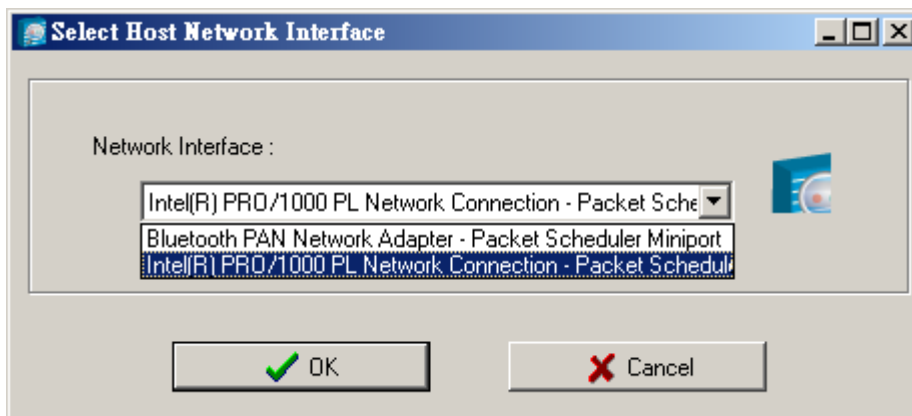 Select Host Network Interface
Network Interface :
Intel(R) PRO/1000 PL Network Connection - Packet Sche
Bluetooth PAN Network Adapter - Packet Scheduler Miniport
Intel(R) PRO/1000 PL Network Connection - Packet Schedul
OK
Cancel